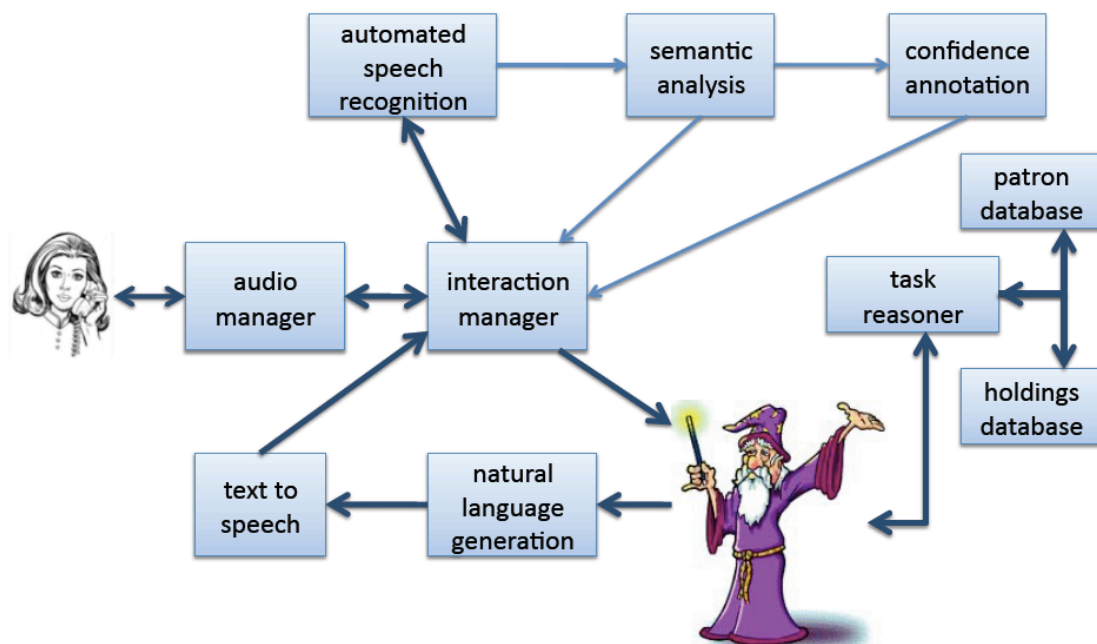 automated
speech
recognition
semantic
analysis
confidence
annotation
patron
database
audio
manager
interaction
manager
task
reasoner
holdings
database
text to
speech
natural
language
generation